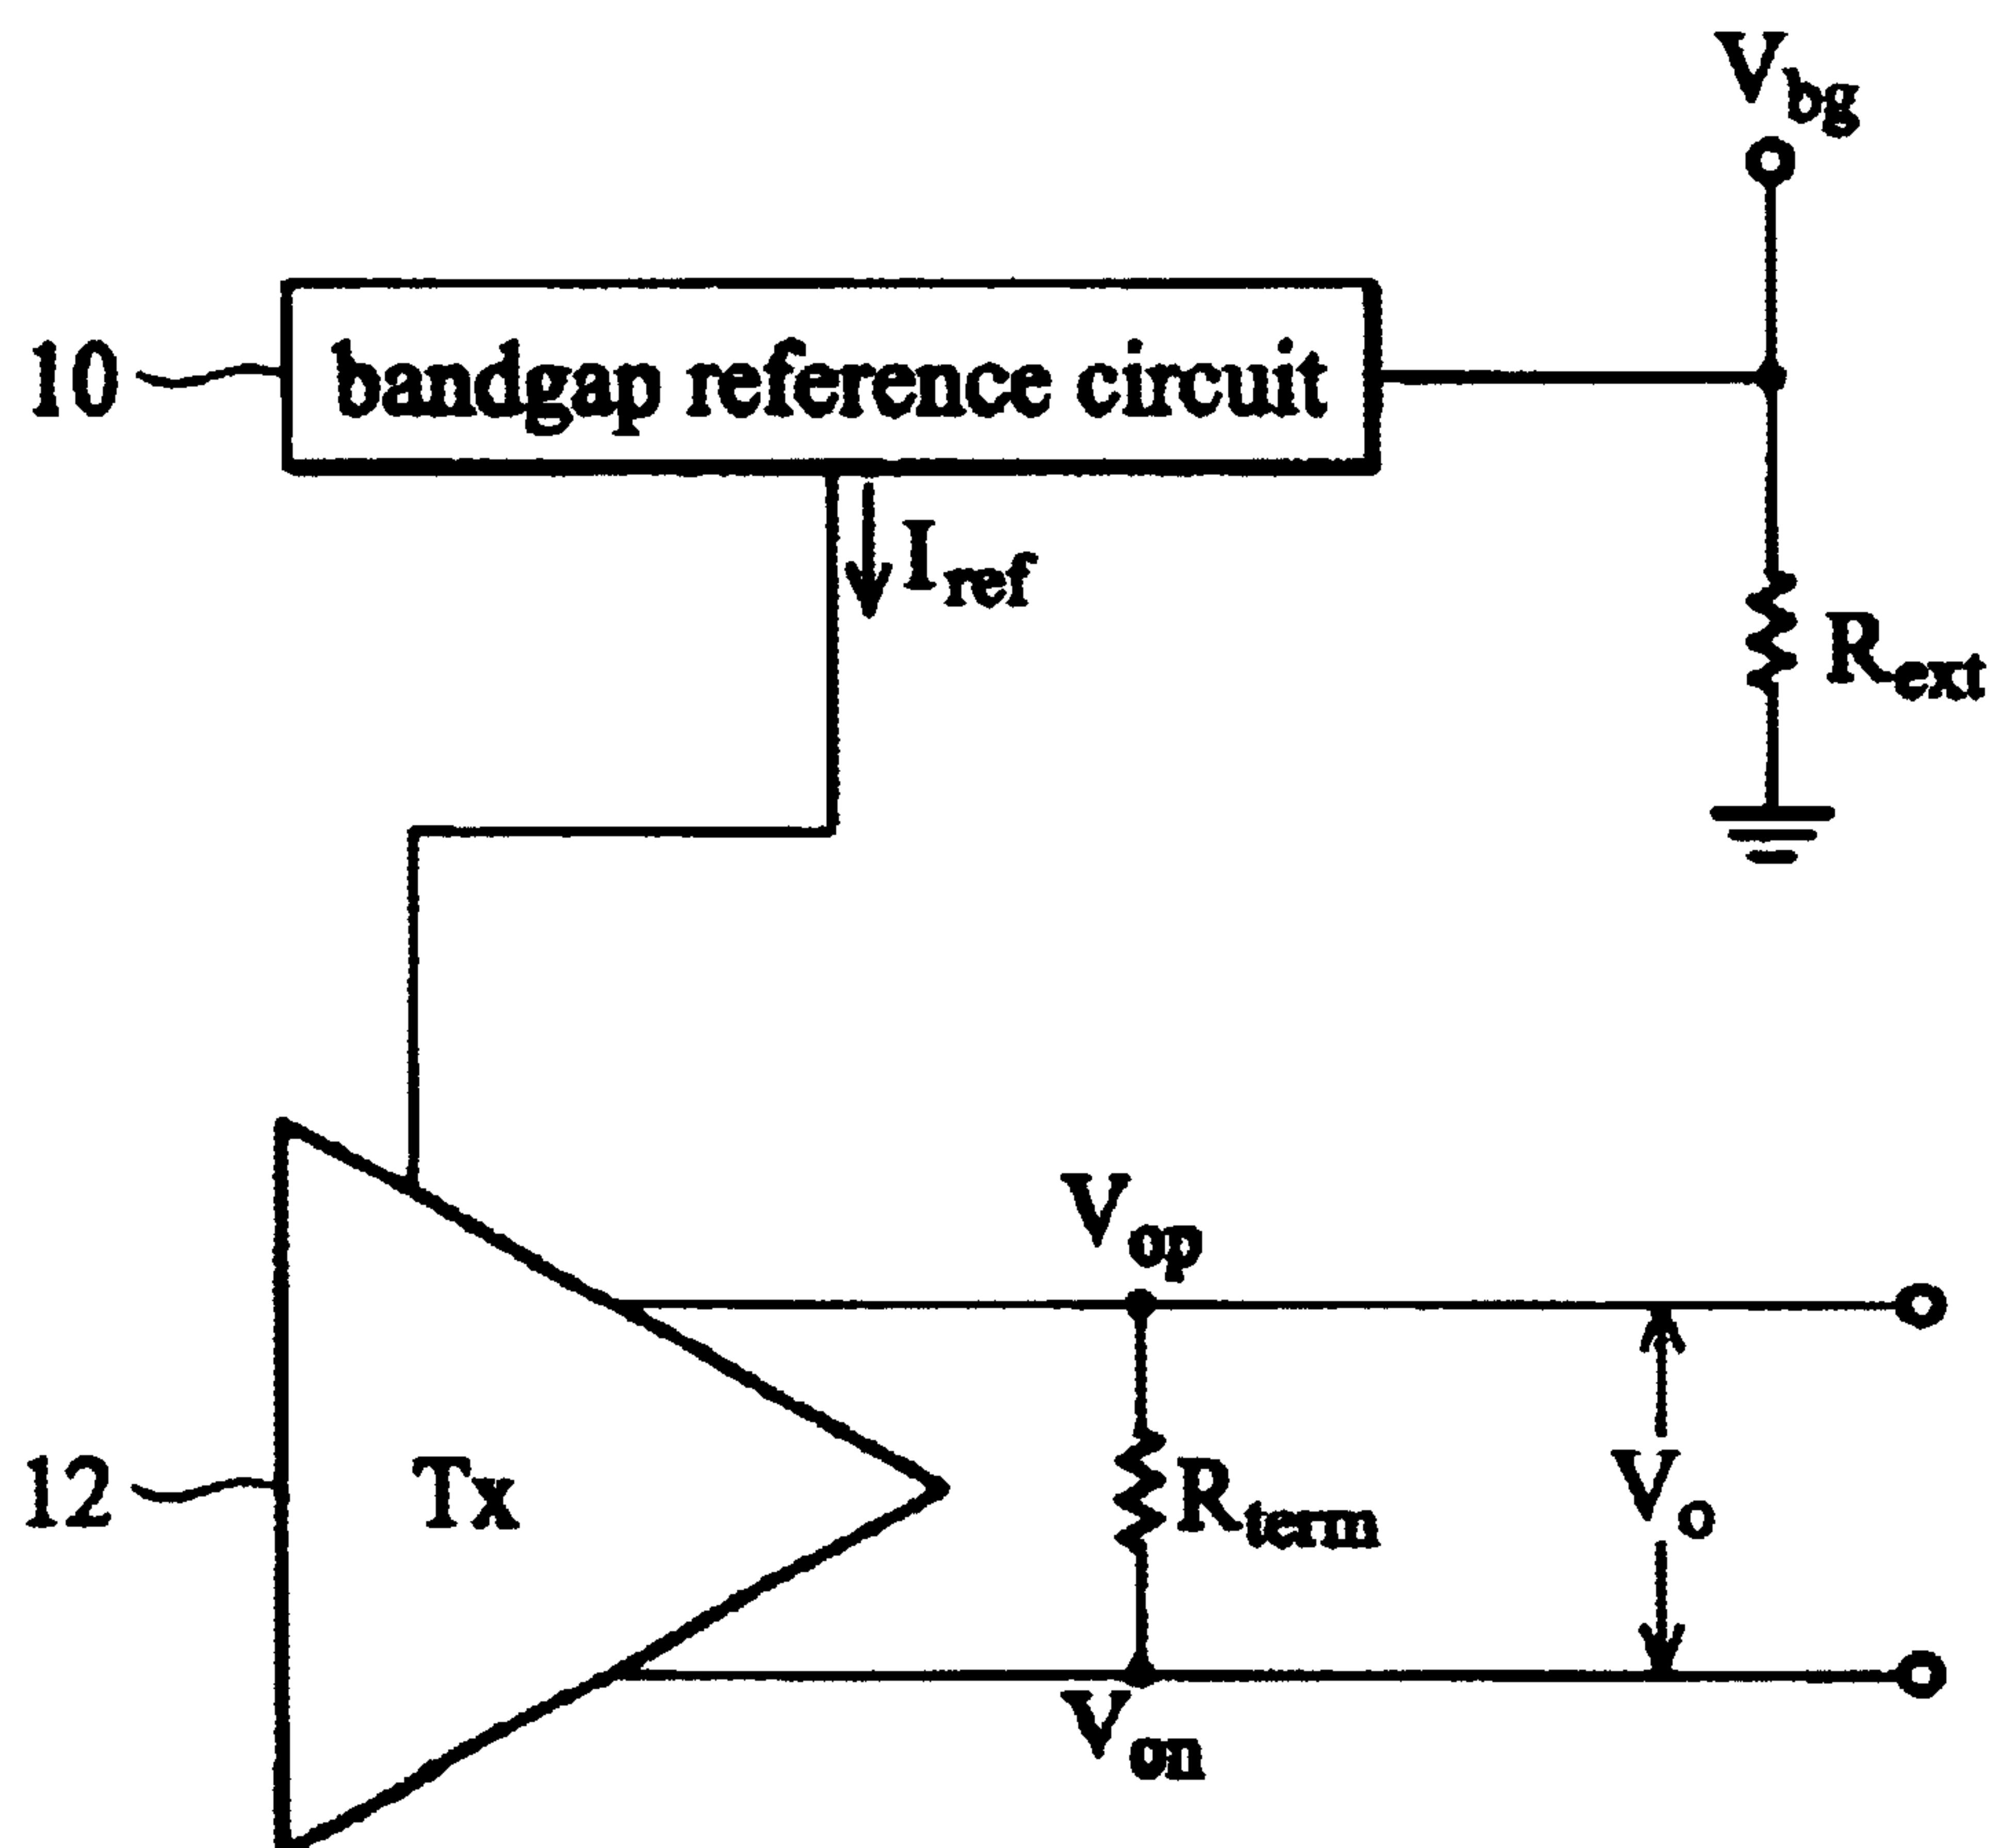 V_bg
10
bandgap reference circuit
I_ref
R_ext
V_op
12
Tx
R_term
V_o
V_on